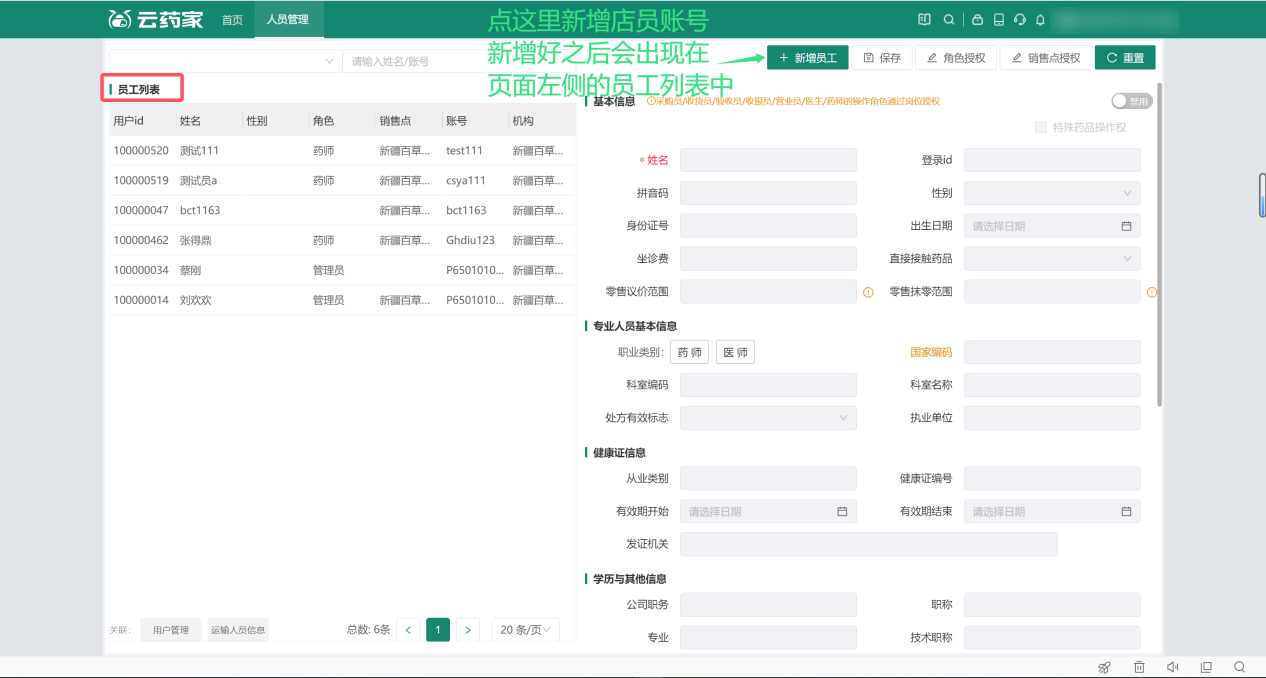 云药家 首页 人员管理
点这里新增店员账号
新增好之后会出现在
页面左侧的员工列表中
请输入姓名/账号
新增员工 保存 角色授权 销售点授权 重置
员工列表
用户id 姓名 性别 角色 销售点 账号 机构
100000520 测试111 药师 新疆百草... test111 新疆百草...
100000519 测试员a 药师 新疆百草... csya111 新疆百草...
100000047 bct1163 新疆百草... bct1163 新疆百草...
100000462 张得鼎 药师 新疆百草... Ghdiu123 新疆百草...
100000034 蔡刚 管理员 P6501010... 新疆百草...
100000014 刘欢欢 管理员 新疆百草... P6501010... 新疆百草...
关联: 用户管理 运输人员信息 总数: 6条 < 1 > 20 条/页
基本信息 采购员/收货员/验收员/收银员/营业员/医生/药师的操作角色通过岗位授权 禁用
特殊药品操作权
* 姓名 登录id
拼音码 性别
身份证号 出生日期 请选择日期
坐诊费 直接接触药品
零售议价范围 零售抹零范围
专业人员基本信息
职业类别: 药师 医师 国家编码
科室编码 科室名称
处方有效标志 执业单位
健康证信息
从业类别 健康证编号
有效期开始 请选择日期 有效期结束 请选择日期
发证机关
学历与其他信息
公司职务 职称
专业 技术职称